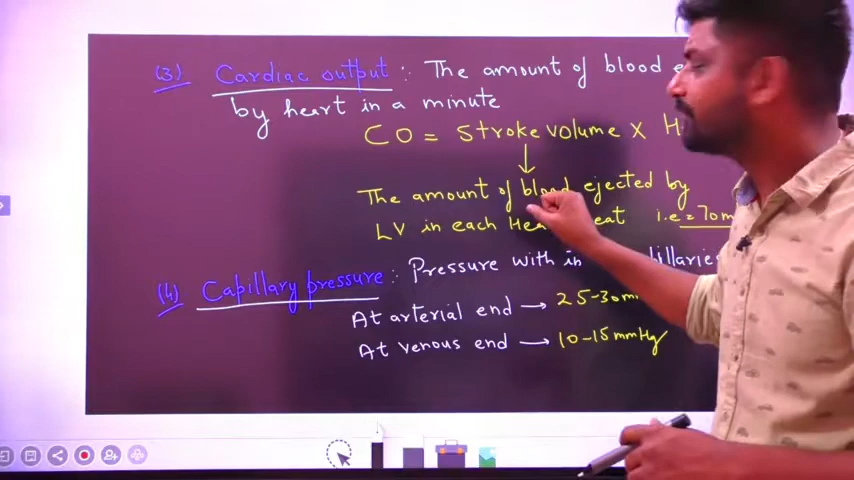 (3) Cardiac output : The amount of blood e
by heart in a minute
CO = Stroke volume x H
The amount of blood ejected by
LV in each Hea eat i.e = 70m
(4) Capillary pressure : Pressure with in illaries
At arterial end → 25-30m
At venous end → 10-15 mmHg